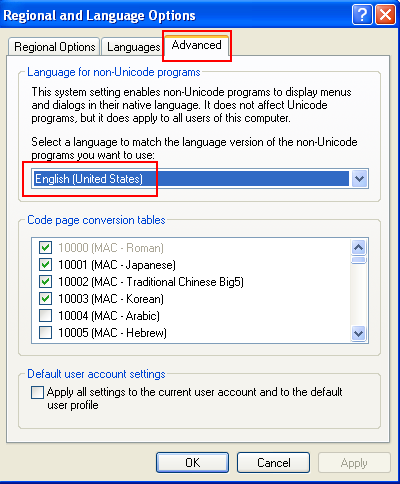 Regional and Language Options
Regional Options
Languages
Advanced
Language for non-Unicode programs
This system setting enables non-Unicode programs to display menus
and dialogs in their native language. It does not affect Unicode
programs, but it does apply to all users of this computer.
Select a language to match the language version of the non-Unicode
programs you want to use:
English (United States)
Code page conversion tables
10000 (MAC - Roman)
10001 (MAC - Japanese)
10002 (MAC - Traditional Chinese Big5)
10003 (MAC - Korean)
10004 (MAC - Arabic)
10005 (MAC - Hebrew)
Default user account settings
Apply all settings to the current user account and to the default
user profile
OK
Cancel
Apply